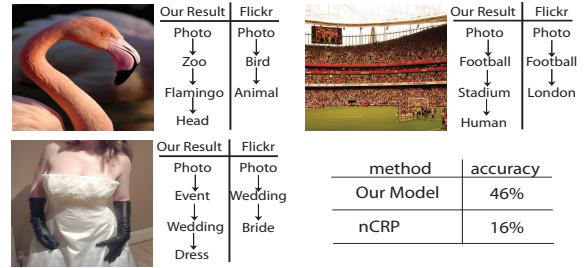 Our Result Flickr
Photo Photo
Zoo Bird
Flamingo Animal
Head
Our Result Flickr
Photo Photo
Football Football
Stadium London
Human
Our Result Flickr
Photo Photo
Event Wedding
Wedding Bride
Dress
method accuracy
Our Model 46%
nCRP 16%